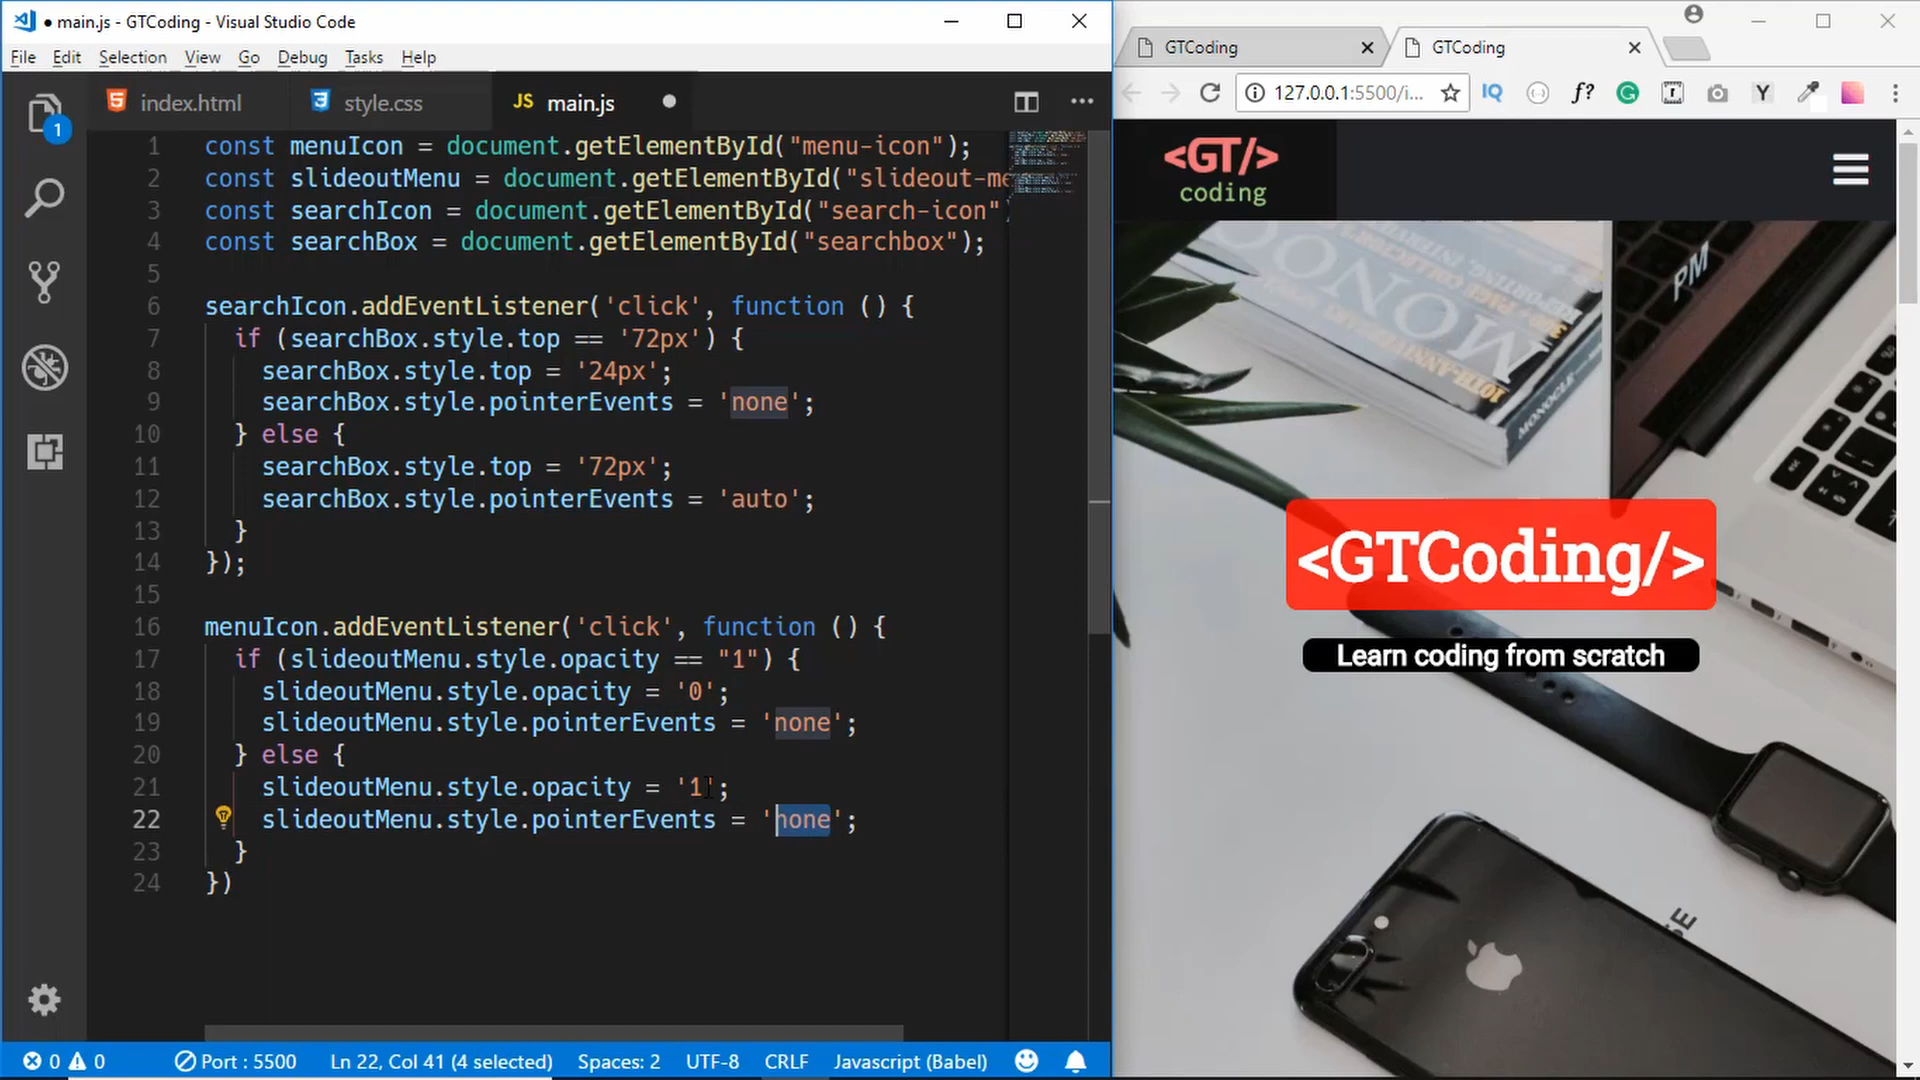 main.js - GTCoding - Visual Studio Code
File Edit Selection View Go Debug Tasks Help
index.html style.css JS main.js
1 const menuIcon = document.getElementById("menu-icon");
2 const slideoutMenu = document.getElementById("slideout-me
3 const searchIcon = document.getElementById("search-icon")
4 const searchBox = document.getElementById("searchbox");
5
6 searchIcon.addEventListener('click', function () {
7 if (searchBox.style.top == '72px') {
8 searchBox.style.top = '24px';
9 searchBox.style.pointerEvents = 'none';
10 } else {
11 searchBox.style.top = '72px';
12 searchBox.style.pointerEvents = 'auto';
13 }
14 });
15
16 menuIcon.addEventListener('click', function () {
17 if (slideoutMenu.style.opacity == "1") {
18 slideoutMenu.style.opacity = '0';
19 slideoutMenu.style.pointerEvents = 'none';
20 } else {
21 slideoutMenu.style.opacity = '1';
22 slideoutMenu.style.pointerEvents = 'none';
23 }
24 })
1
0 0 Port : 5500 Ln 22, Col 41 (4 selected) Spaces: 2 UTF-8 CRLF Javascript (Babel)
GTCoding GTCoding
127.0.0.1:5500/i...
IQ f? Y
<GT/>
coding
PM
MONOCLE
<GTCoding/>
Learn coding from scratch